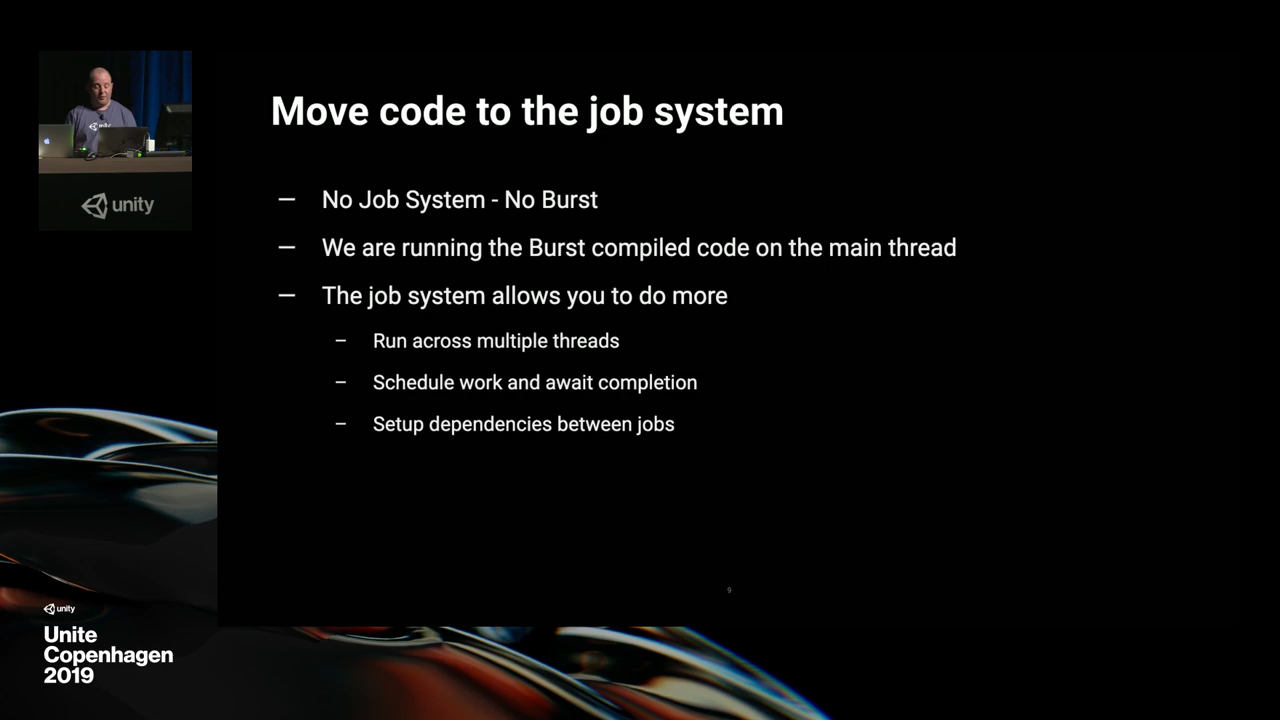 Move code to the job system
— No Job System - No Burst
— We are running the Burst compiled code on the main thread
— The job system allows you to do more
– Run across multiple threads
– Schedule work and await completion
– Setup dependencies between jobs
9
unity
unity
Unite
Copenhagen
2019